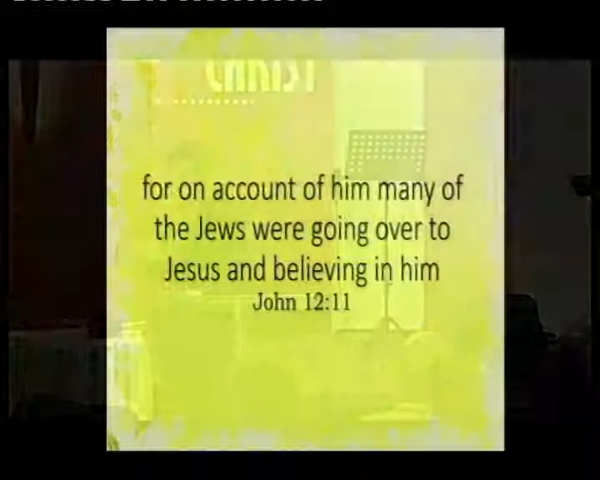 CHRIST
for on account of him many of
the Jews were going over to
Jesus and believing in him
John 12:11